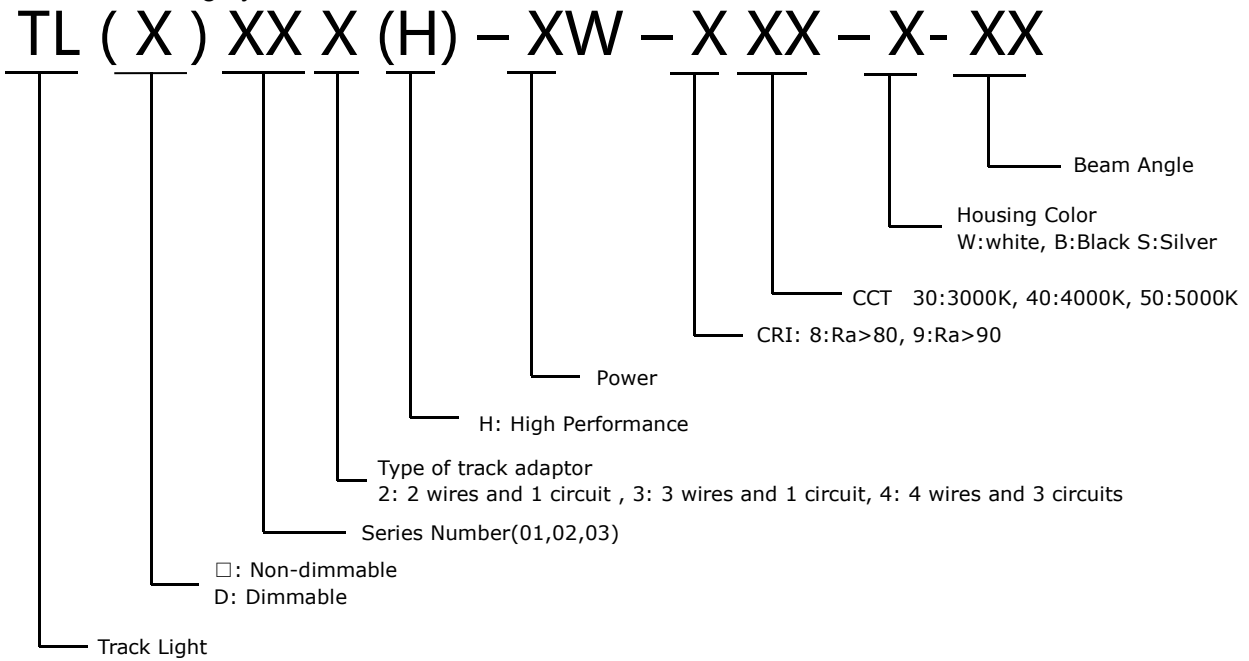 TL ( X ) XX X (H) – XW – X XX – X- XX
Beam Angle
Housing Color
W:white, B:Black S:Silver
CCT 30:3000K, 40:4000K, 50:5000K
CRI: 8:Ra>80, 9:Ra>90
Power
H: High Performance
Type of track adaptor
2: 2 wires and 1 circuit , 3: 3 wires and 1 circuit, 4: 4 wires and 3 circuits
Series Number(01,02,03)
□: Non-dimmable
D: Dimmable
Track Light